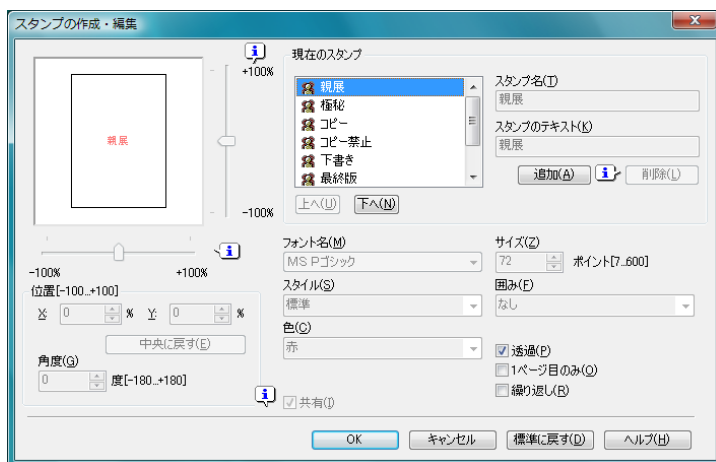 スタンプの作成・編集
+100%
親展
-100%
-100%
+100%
位置[-100..+100]
X: 0 % Y: 0 %
中央に戻す(E)
角度(G)
0 度[-180..+180]
現在のスタンプ
親展
極秘
コピー
コピー禁止
下書き
最終版
上へ(U) 下へ(N)
スタンプ名(T)
親展
スタンプのテキスト(K)
親展
追加(A) 削除(L)
フォント名(M)
MS Pゴシック
サイズ(Z)
72 ポイント[7..600]
スタイル(S)
標準
囲み(F)
なし
色(C)
赤
透過(P)
1ページ目のみ(O)
繰り返し(R)
共有(I)
OK キャンセル 標準に戻す(D) ヘルプ(H)